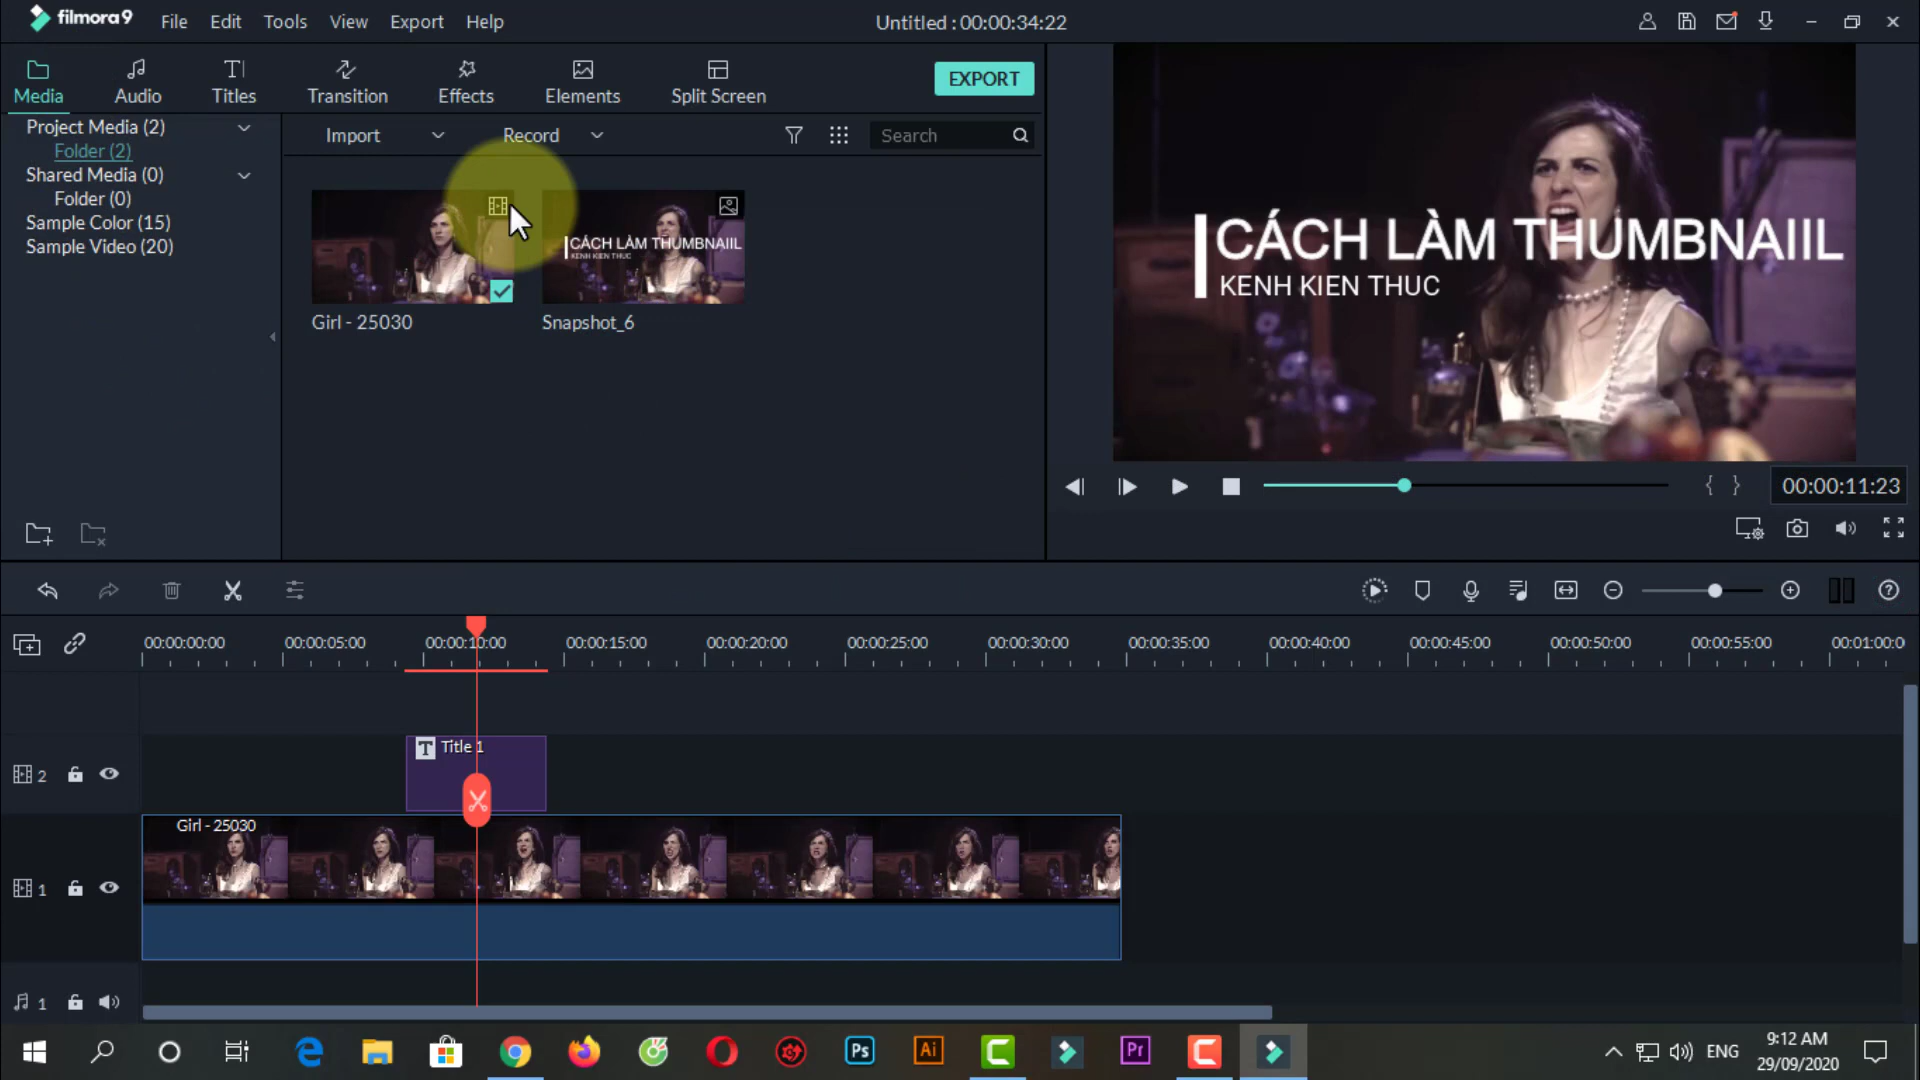 filmora9 File Edit Tools View Export Help Untitled : 00:00:34:22
Media Audio Titles Transition Effects Elements Split Screen EXPORT
Project Media (2)
Folder (2)
Shared Media (0)
Folder (0)
Sample Color (15)
Sample Video (20)
Import Record Search
CÁCH LÀM THUMBNAIIL
KENH KIEN THUC
Girl - 25030 Snapshot_6
CÁCH LÀM THUMBNAIIL
KENH KIEN THUC
00:00:11:23
00:00:00:00 00:00:05:00 00:00:10:00 00:00:15:00 00:00:20:00 00:00:25:00 00:00:30:00 00:00:35:00 00:00:40:00 00:00:45:00 00:00:50:00 00:00:55:00 00:01:00:0
2 T Title 1
Girl - 25030
1
1
Ps Ai Pr ENG
9:12 AM
29/09/2020